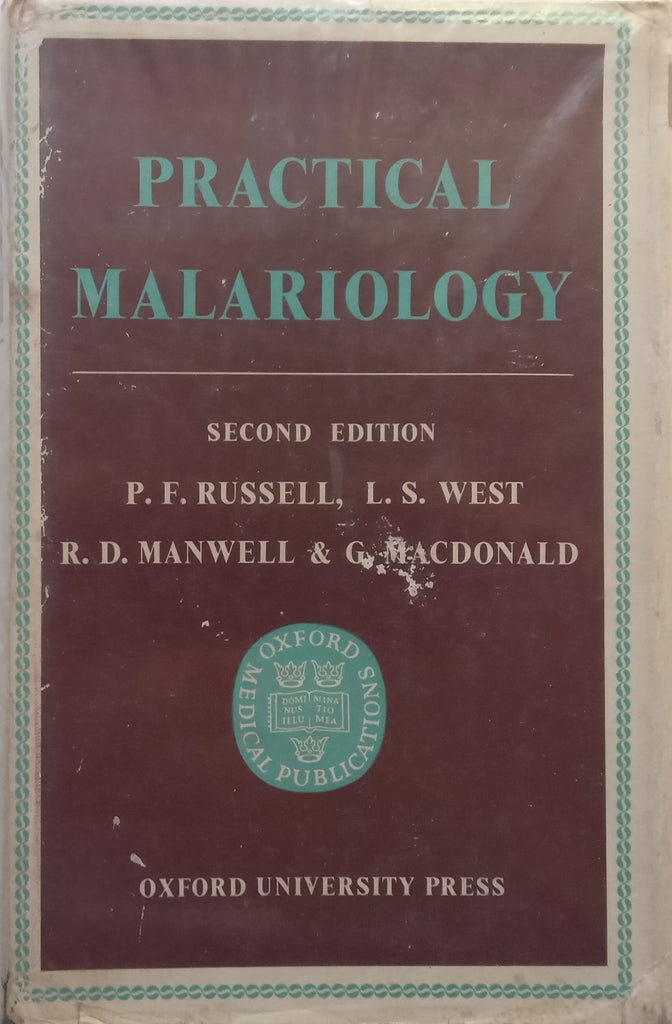 PRACTICAL
MALARIOLOGY
SECOND EDITION
P. F. RUSSELL, L. S. WEST
R. D. MANWELL & G. MACDONALD
OXFORD
MEDICAL PUBLICATIONS
DOMI MINA
NUS TIO
ILLU MEA
OXFORD UNIVERSITY PRESS